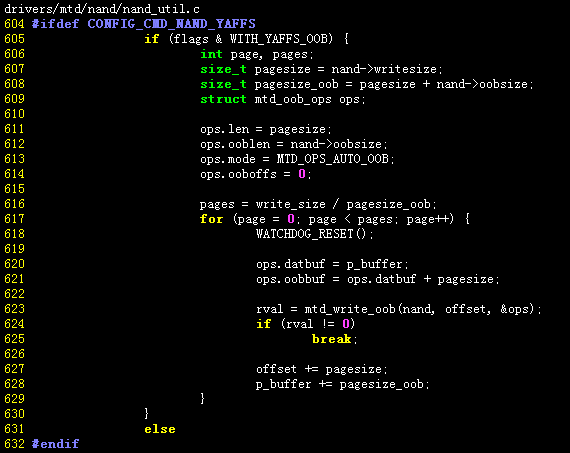 drivers/mtd/nand/nand_util.c
604 #ifdef CONFIG_CMD_NAND_YAFFS
605                 if (flags & WITH_YAFFS_OOB) {
606                         int page, pages;
607                         size_t pagesize = nand->writesize;
608                         size_t pagesize_oob = pagesize + nand->oobsize;
609                         struct mtd_oob_ops ops;
610
611                         ops.len = pagesize;
612                         ops.ooblen = nand->oobsize;
613                         ops.mode = MTD_OPS_AUTO_OOB;
614                         ops.ooboffs = 0;
615
616                         pages = write_size / pagesize_oob;
617                         for (page = 0; page < pages; page++) {
618                                 WATCHDOG_RESET();
619
620                                 ops.datbuf = p_buffer;
621                                 ops.oobbuf = ops.datbuf + pagesize;
622
623                                 rval = mtd_write_oob(nand, offset, &ops);
624                                 if (rval != 0)
625                                         break;
626
627                                 offset += pagesize;
628                                 p_buffer += pagesize_oob;
629                         }
630                 }
631                 else
632 #endif